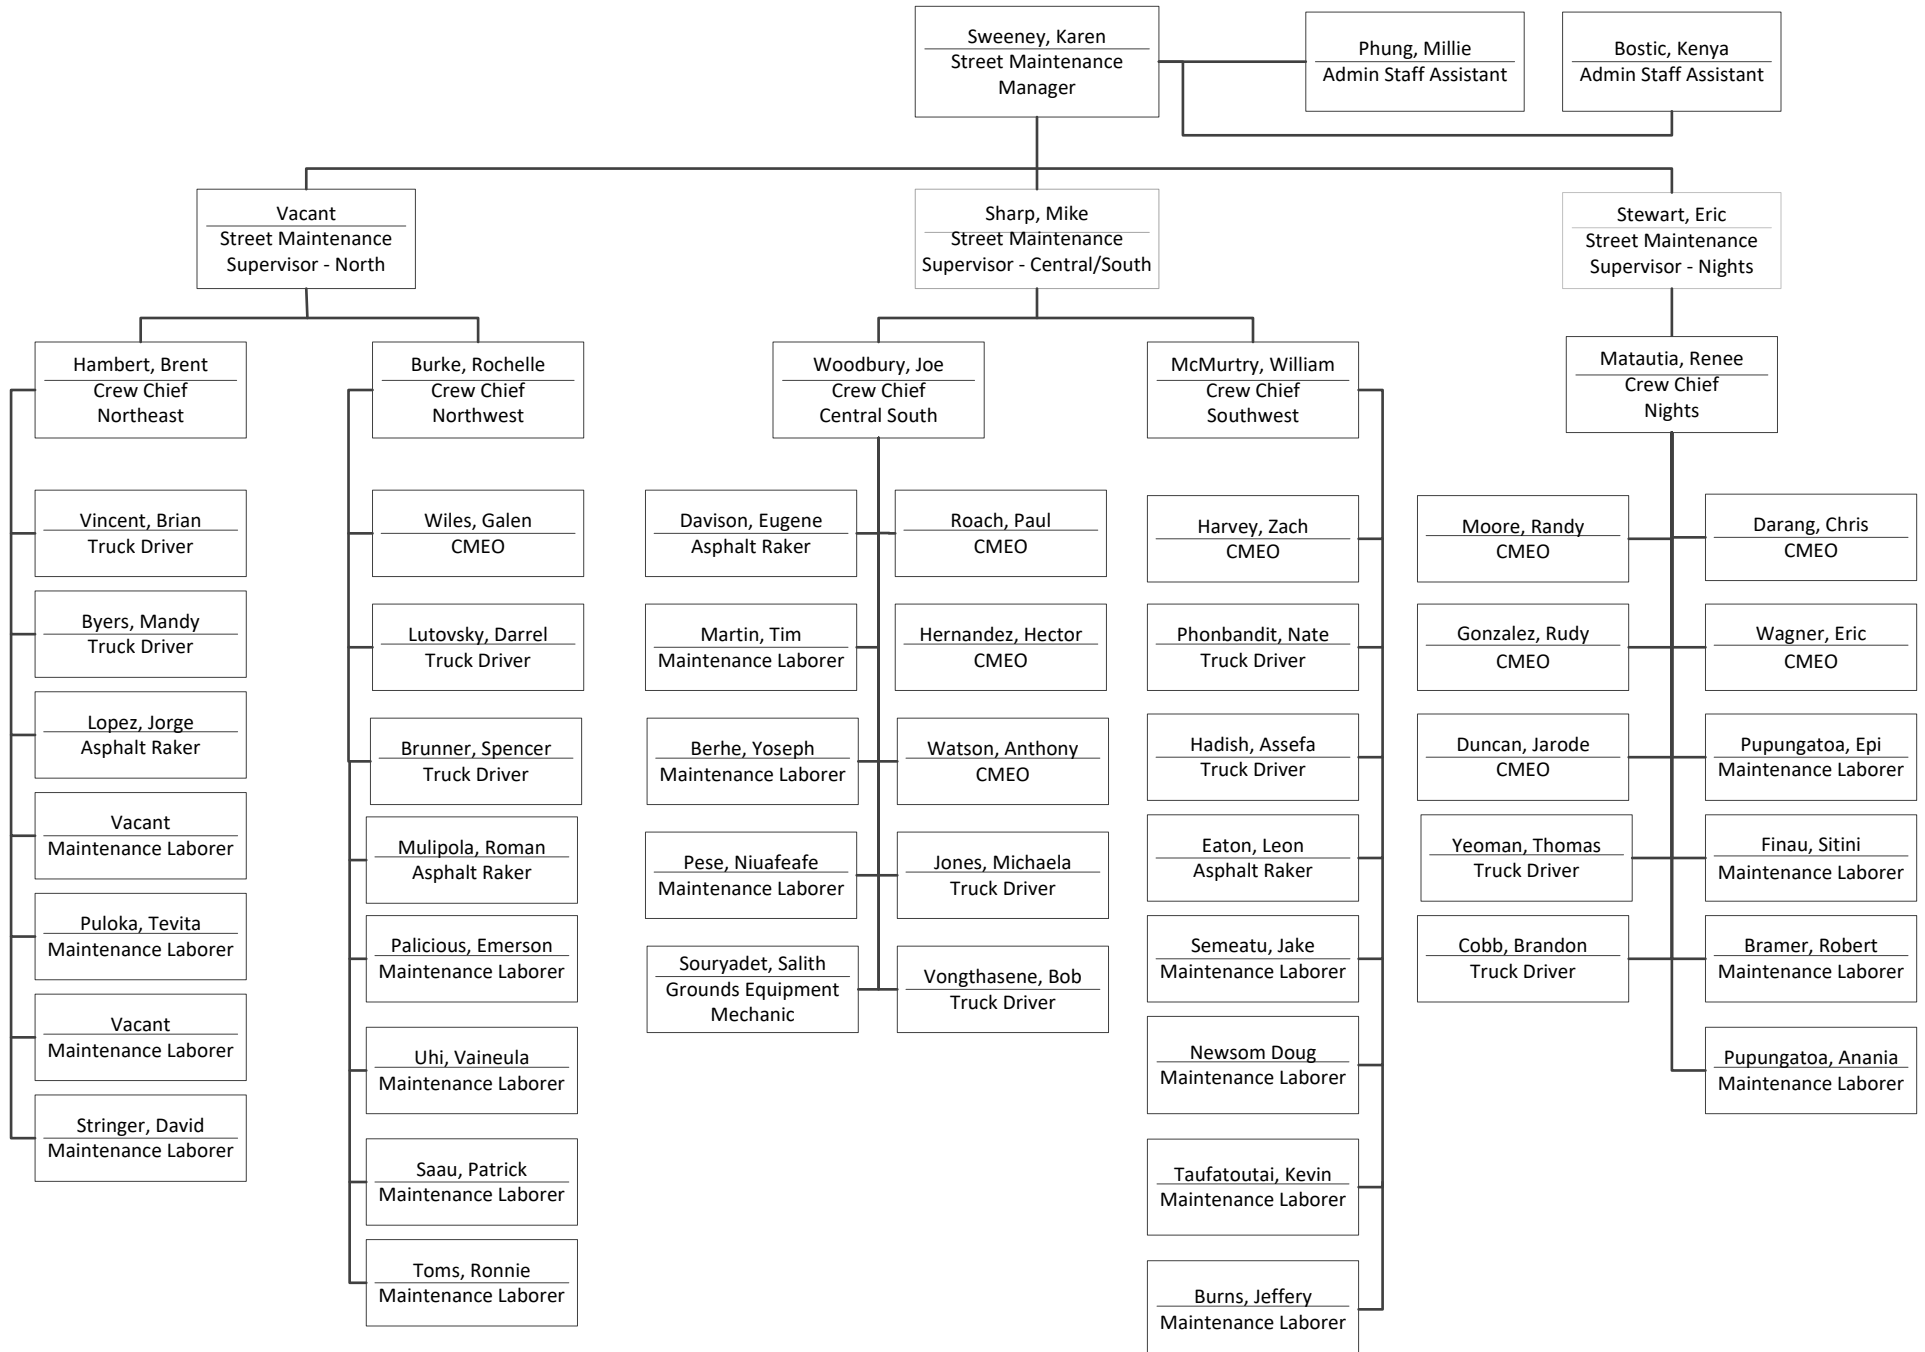 Sweeney, Karen
Street Maintenance
Manager
Phung, Millie
Admin Staff Assistant
Bostic, Kenya
Admin Staff Assistant
Vacant
Street Maintenance
Supervisor - North
Sharp, Mike
Street Maintenance
Supervisor - Central/South
Stewart, Eric
Street Maintenance
Supervisor - Nights
Hambert, Brent
Crew Chief
Northeast
Burke, Rochelle
Crew Chief
Northwest
Woodbury, Joe
Crew Chief
Central South
McMurtry, William
Crew Chief
Southwest
Matautia, Renee
Crew Chief
Nights
Vincent, Brian
Truck Driver
Byers, Mandy
Truck Driver
Lopez, Jorge
Asphalt Raker
Vacant
Maintenance Laborer
Puloka, Tevita
Maintenance Laborer
Vacant
Maintenance Laborer
Stringer, David
Maintenance Laborer
Wiles, Galen
CMEO
Lutovsky, Darrel
Truck Driver
Brunner, Spencer
Truck Driver
Mulipola, Roman
Asphalt Raker
Palicious, Emerson
Maintenance Laborer
Uhi, Vaineula
Maintenance Laborer
Saau, Patrick
Maintenance Laborer
Toms, Ronnie
Maintenance Laborer
Davison, Eugene
Asphalt Raker
Martin, Tim
Maintenance Laborer
Berhe, Yoseph
Maintenance Laborer
Pese, Niuafeafe
Maintenance Laborer
Souryadet, Salith
Grounds Equipment
Mechanic
Roach, Paul
CMEO
Hernandez, Hector
CMEO
Watson, Anthony
CMEO
Jones, Michaela
Truck Driver
Vongthasene, Bob
Truck Driver
Harvey, Zach
CMEO
Phonbandit, Nate
Truck Driver
Hadish, Assefa
Truck Driver
Eaton, Leon
Asphalt Raker
Semeatu, Jake
Maintenance Laborer
Newsom Doug
Maintenance Laborer
Taufatoutai, Kevin
Maintenance Laborer
Burns, Jeffery
Maintenance Laborer
Moore, Randy
CMEO
Gonzalez, Rudy
CMEO
Duncan, Jarode
CMEO
Yeoman, Thomas
Truck Driver
Cobb, Brandon
Truck Driver
Darang, Chris
CMEO
Wagner, Eric
CMEO
Pupungatoa, Epi
Maintenance Laborer
Finau, Sitini
Maintenance Laborer
Bramer, Robert
Maintenance Laborer
Pupungatoa, Anania
Maintenance Laborer